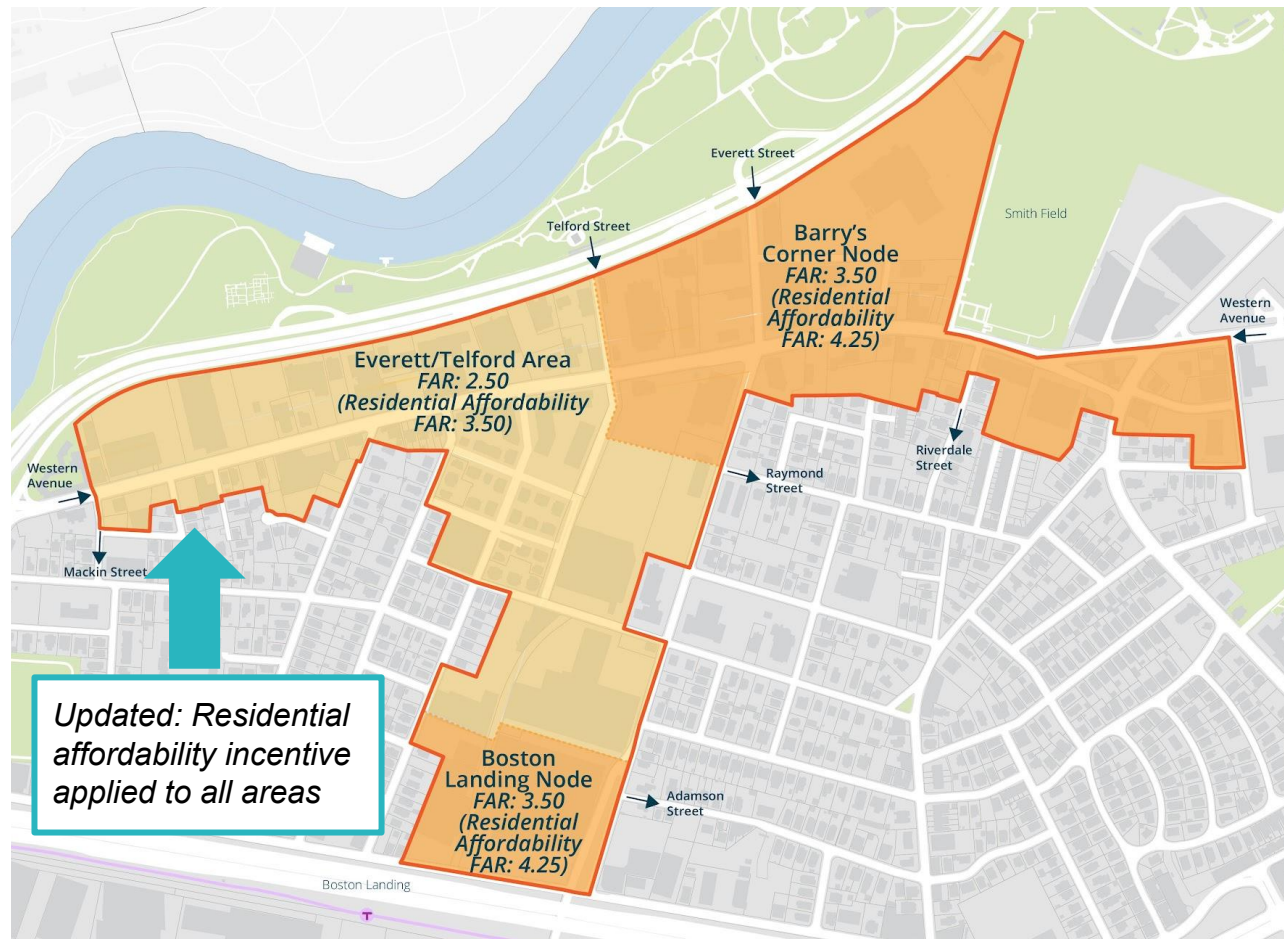 Everett Street
Telford Street
Smith Field
Barry's
Corner Node
FAR: 3.50
(Residential
Affordability
FAR: 4.25)
Western
Avenue
Everett/Telford Area
FAR: 2.50
(Residential Affordability
FAR: 3.50)
Western
Avenue
Raymond
Street
Riverdale
Street
Mackin Street
Updated: Residential
affordability incentive
applied to all areas
Boston
Landing Node
FAR: 3.50
(Residential
Affordability
FAR: 4.25)
Adamson
Street
Boston Landing
T